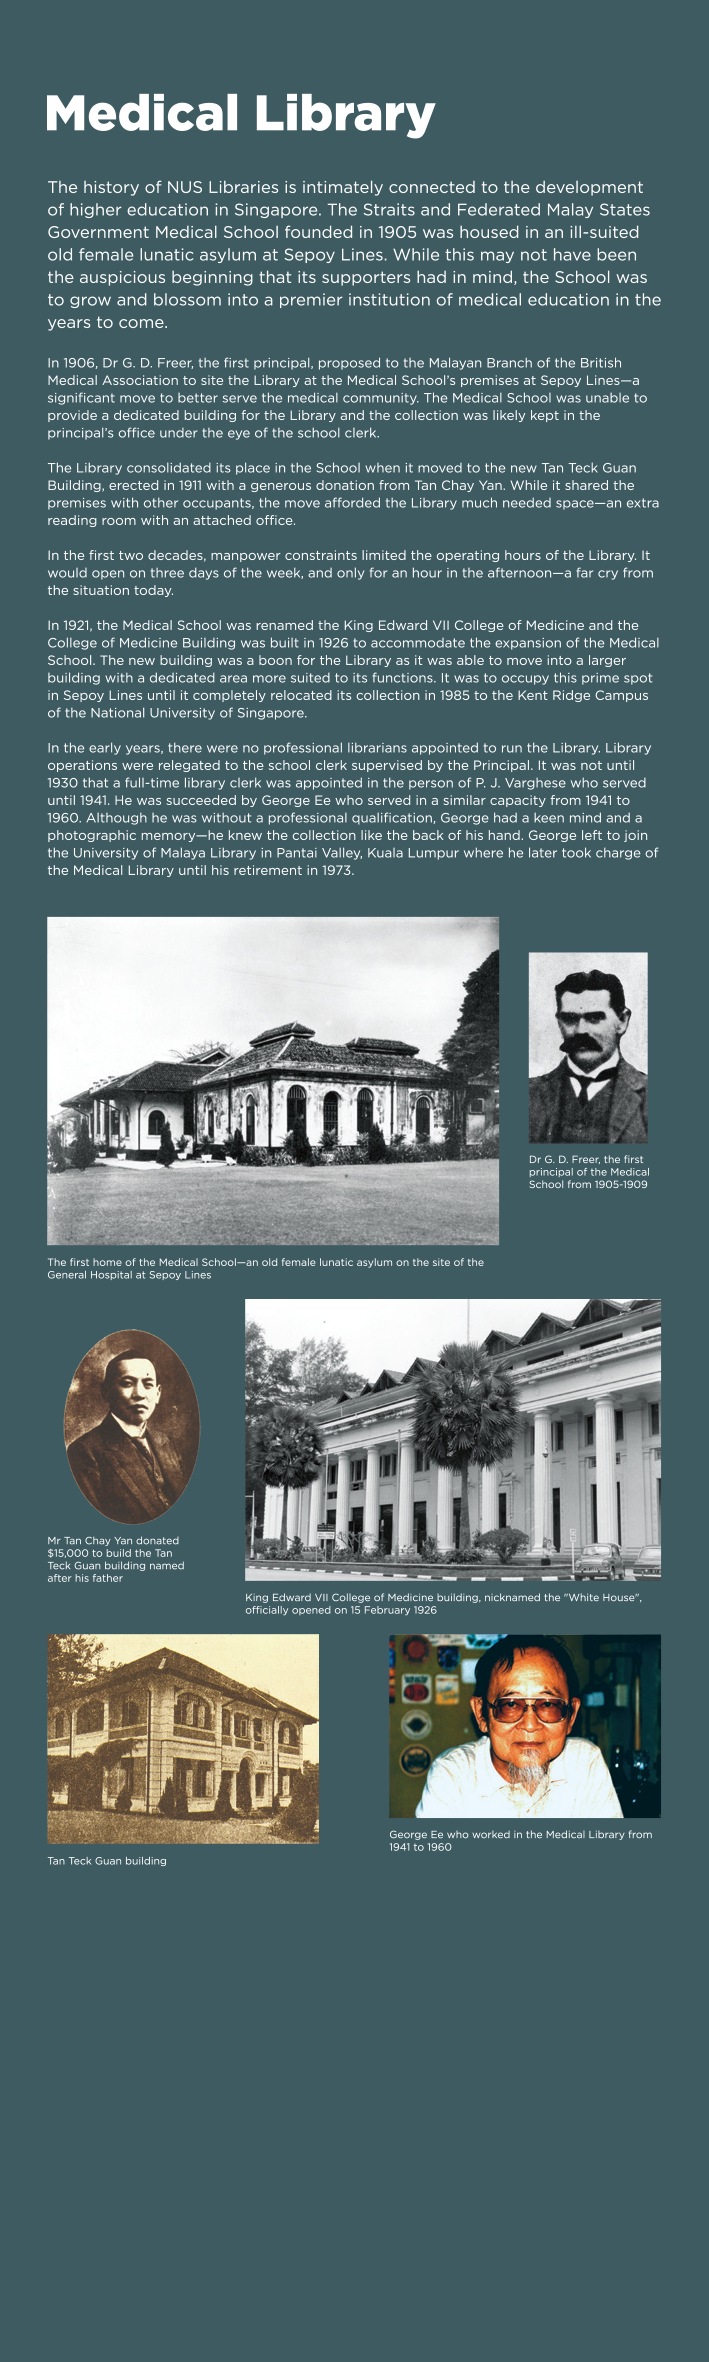 Medical Library
The history of NUS Libraries is intimately connected to the development
of higher education in Singapore. The Straits and Federated Malay States
Government Medical School founded in 1905 was housed in an ill-suited
old female lunatic asylum at Sepoy Lines. While this may not have been
the auspicious beginning that its supporters had in mind, the School was
to grow and blossom into a premier institution of medical education in the
years to come.
In 1906, Dr G. D. Freer, the first principal, proposed to the Malayan Branch of the British
Medical Association to site the Library at the Medical School's premises at Sepoy Lines—a
significant move to better serve the medical community. The Medical School was unable to
provide a dedicated building for the Library and the collection was likely kept in the
principal's office under the eye of the school clerk.
The Library consolidated its place in the School when it moved to the new Tan Teck Guan
Building, erected in 1911 with a generous donation from Tan Chay Yan. While it shared the
premises with other occupants, the move afforded the Library much needed space—an extra
reading room with an attached office.
In the first two decades, manpower constraints limited the operating hours of the Library. It
would open on three days of the week, and only for an hour in the afternoon—a far cry from
the situation today.
In 1921, the Medical School was renamed the King Edward VII College of Medicine and the
College of Medicine Building was built in 1926 to accommodate the expansion of the Medical
School. The new building was a boon for the Library as it was able to move into a larger
building with a dedicated area more suited to its functions. It was to occupy this prime spot
in Sepoy Lines until it completely relocated its collection in 1985 to the Kent Ridge Campus
of the National University of Singapore.
In the early years, there were no professional librarians appointed to run the Library. Library
operations were relegated to the school clerk supervised by the Principal. It was not until
1930 that a full-time library clerk was appointed in the person of P. J. Varghese who served
until 1941. He was succeeded by George Ee who served in a similar capacity from 1941 to
1960. Although he was without a professional qualification, George had a keen mind and a
photographic memory—he knew the collection like the back of his hand. George left to join
the University of Malaya Library in Pantai Valley, Kuala Lumpur where he later took charge of
the Medical Library until his retirement in 1973.
Dr G. D. Freer, the first
principal of the Medical
School from 1905-1909
The first home of the Medical School—an old female lunatic asylum on the site of the
General Hospital at Sepoy Lines
Mr Tan Chay Yan donated
$15,000 to build the Tan
Teck Guan building named
after his father
King Edward VII College of Medicine building, nicknamed the "White House",
officially opened on 15 February 1926
Tan Teck Guan building
George Ee who worked in the Medical Library from
1941 to 1960